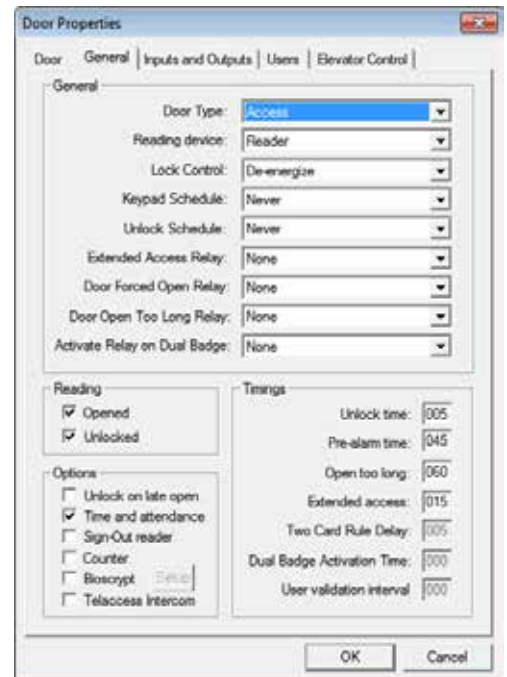 Door Properties
Door General Inputs and Outputs Users Elevator Control
General
Door Type: Access
Reading device: Reader
Lock Control: De-energize
Keypad Schedule: Never
Unlock Schedule: Never
Extended Access Relay: None
Door Forced Open Relay: None
Door Open Too Long Relay: None
Activate Relay on Dual Badge: None
Reading
Opened
Unlocked
Options
Unlock on late open
Time and attendance
Sign-Out reader
Counter
Bioscrypt Setup
Telaccess Intercom
Timings
Unlock time: 005
Pre-alarm time: 045
Open too long: 060
Extended access: 015
Two Card Rule Delay: 005
Dual Badge Activation Time: 000
User validation interval 000
OK Cancel